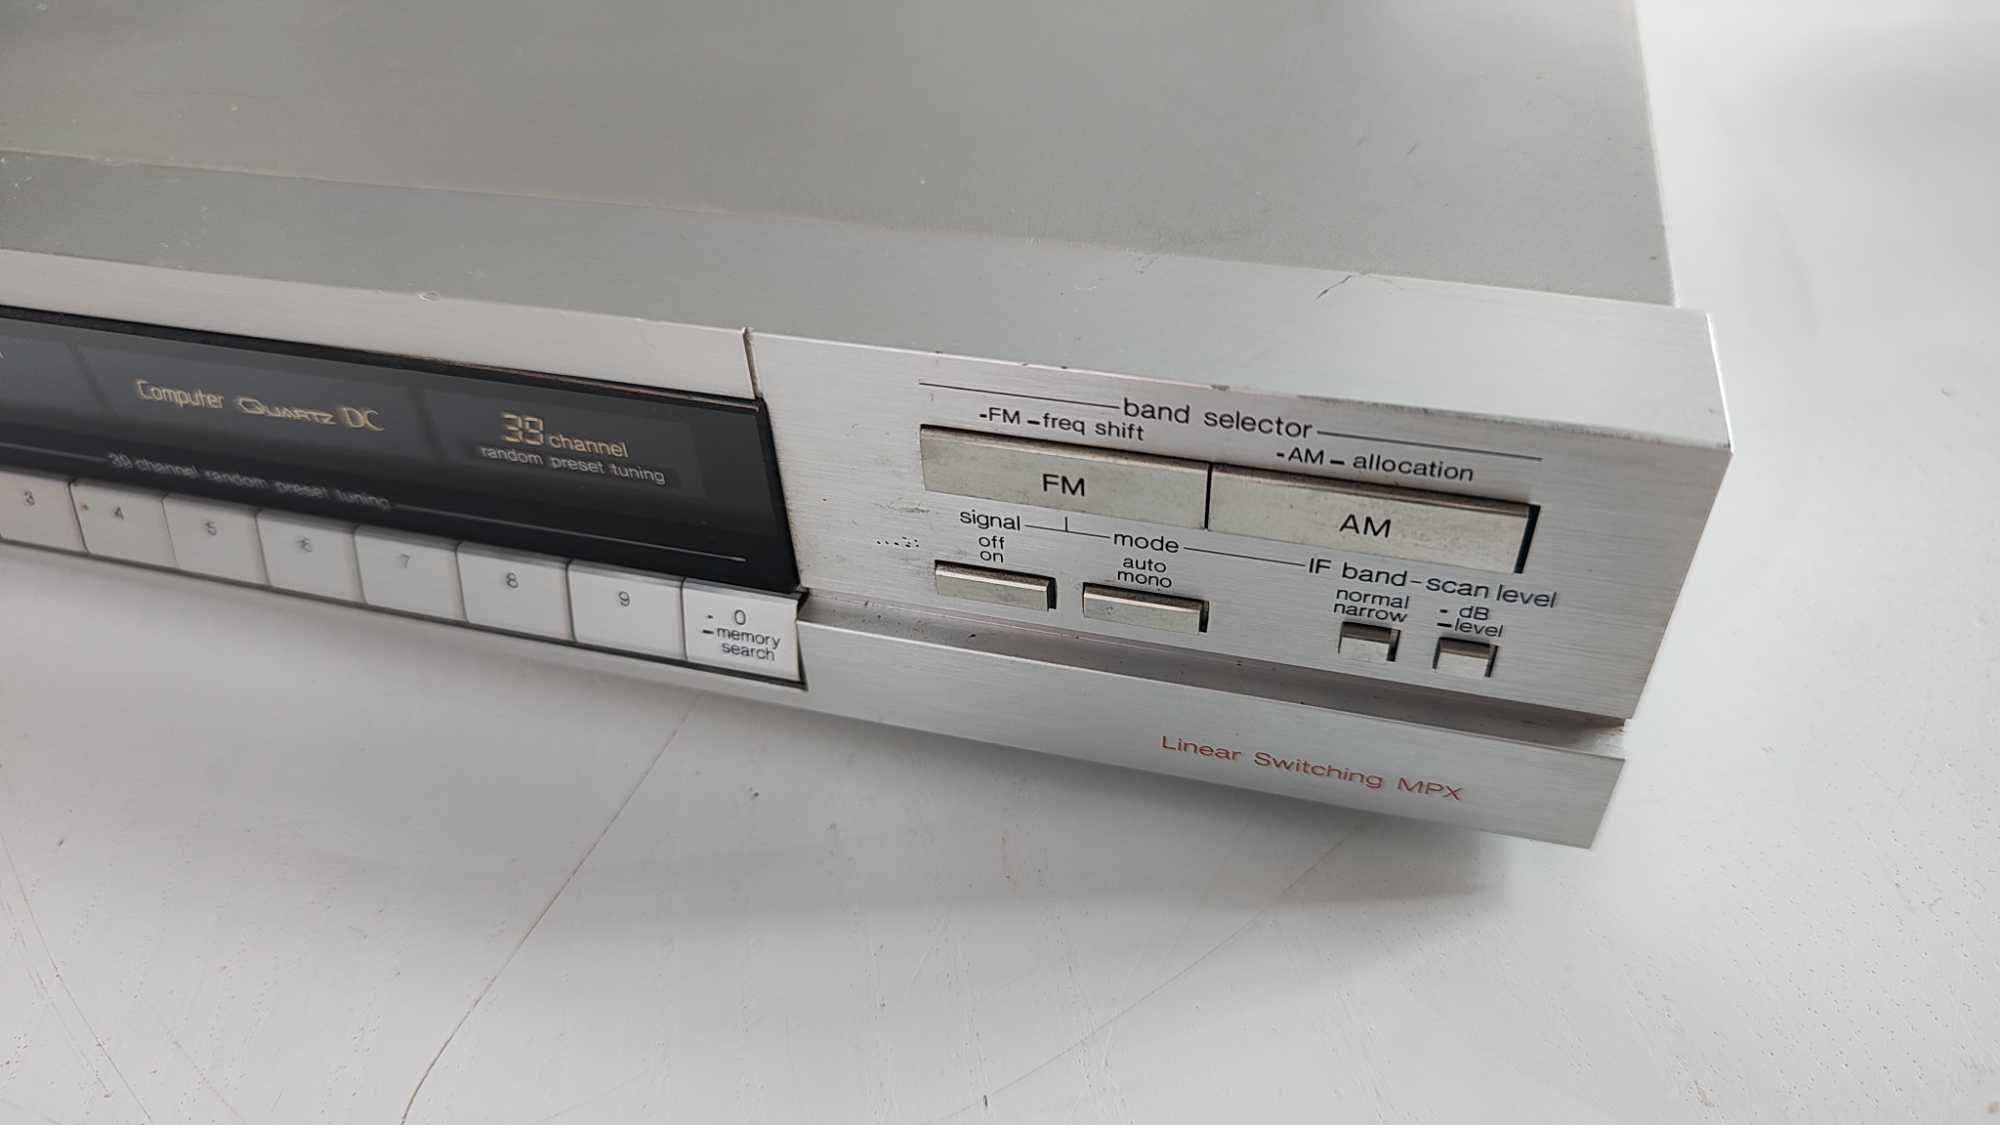 Computer QUARTZ DC
39 channel
random preset tuning
39 channel random preset tuning
3 4 5 6 7 8 9
- 0
– memory
search
band selector
-FM – freq shift
-AM – allocation
FM
AM
signal
off
on
mode
auto
mono
IF band
normal
narrow
scan level
- dB
– level
Linear Switching MPX